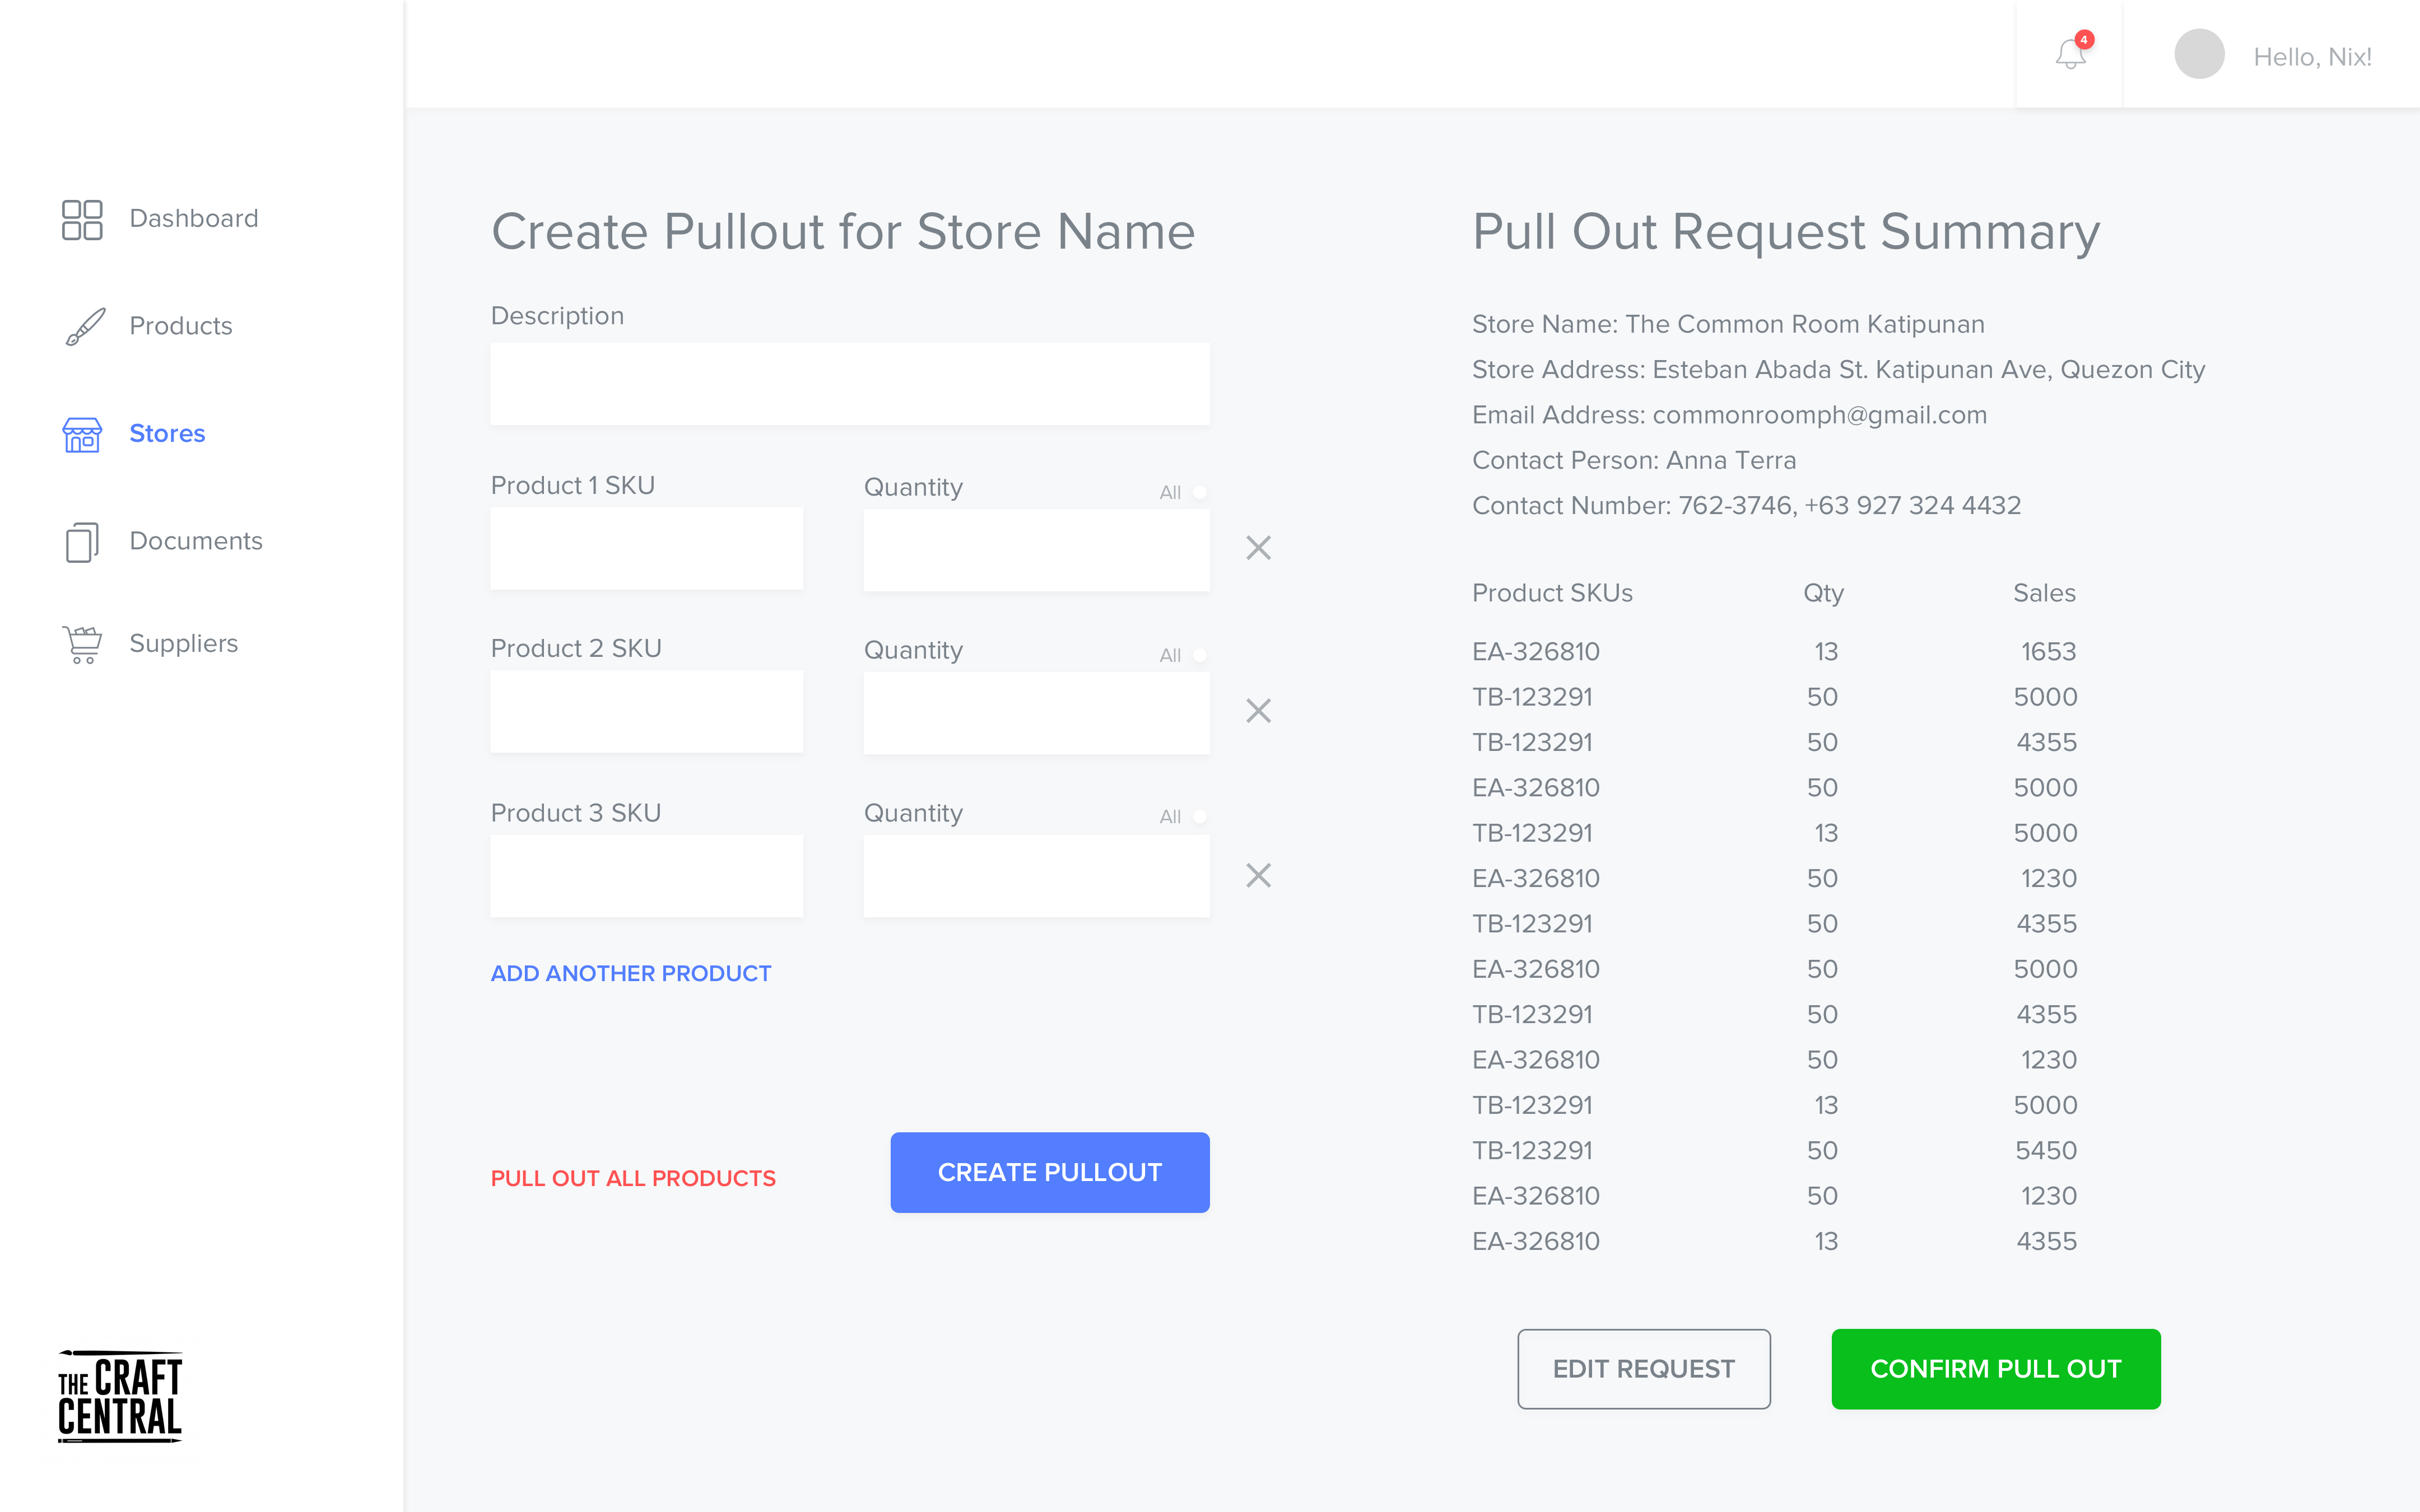 4
Hello, Nix!
Dashboard
Products
Stores
Documents
Suppliers
THE CRAFT
CENTRAL
Create Pullout for Store Name
Description
Product 1 SKU
Quantity
All
Product 2 SKU
Quantity
All
Product 3 SKU
Quantity
All
ADD ANOTHER PRODUCT
PULL OUT ALL PRODUCTS
CREATE PULLOUT
Pull Out Request Summary
Store Name: The Common Room Katipunan
Store Address: Esteban Abada St. Katipunan Ave, Quezon City
Email Address: commonroomph@gmail.com
Contact Person: Anna Terra
Contact Number: 762-3746, +63 927 324 4432
Product SKUs Qty Sales
EA-326810 13 1653
TB-123291 50 5000
TB-123291 50 4355
EA-326810 50 5000
TB-123291 13 5000
EA-326810 50 1230
TB-123291 50 4355
EA-326810 50 5000
TB-123291 50 4355
EA-326810 50 1230
TB-123291 13 5000
TB-123291 50 5450
EA-326810 50 1230
EA-326810 13 4355
EDIT REQUEST
CONFIRM PULL OUT